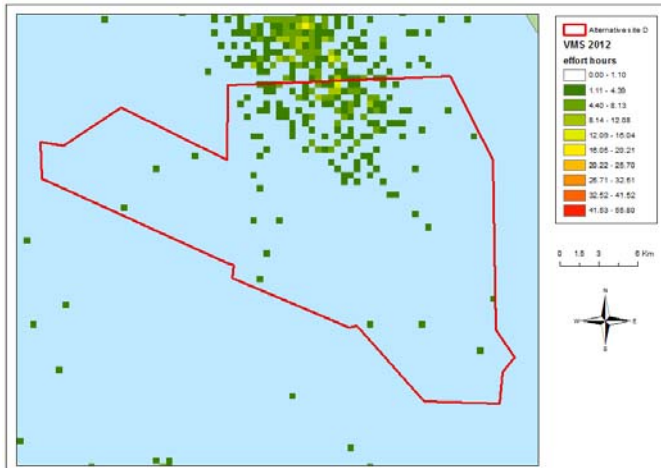 Alternative site D
VMS 2012
effort hours
0.00 - 1.10
1.11 - 4.39
4.40 - 8.13
8.14 - 12.08
12.09 - 16.04
16.05 - 20.21
20.22 - 25.70
25.71 - 32.51
32.52 - 41.52
41.53 - 55.80
0 1.5 3 6 Km
N
W E
S